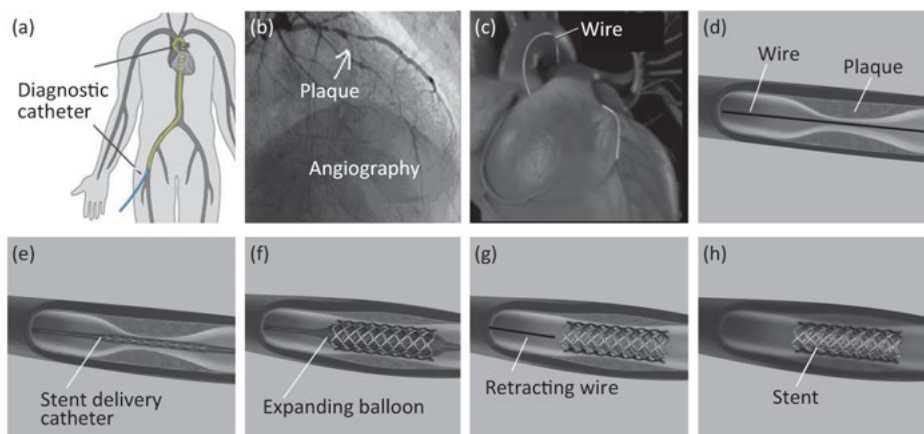 (a)
Diagnostic
catheter
(b)
Plaque
Angiography
(c)
Wire
(d)
Wire
Plaque
(e)
Stent delivery
catheter
(f)
Expanding balloon
(g)
Retracting wire
(h)
Stent